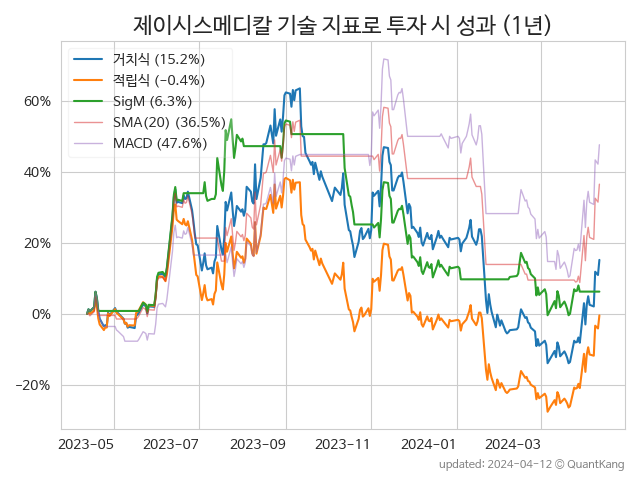 제이시스메디칼 기술 지표로 투자 시 성과 (1년)
거치식 (15.2%)
적립식 (−0.4%)
SigM (6.3%)
SMA(20) (36.5%)
MACD (47.6%)
60%
40%
20%
0%
−20%
2023-05 2023-07 2023-09 2023-11 2024-01 2024-03
updated: 2024-04-12 © QuantKang